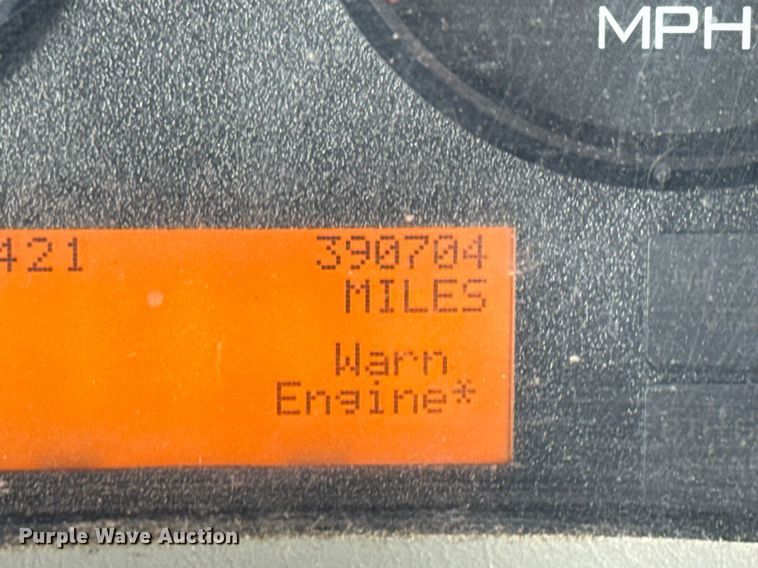 MPH
421 390704
MILES
Warn
Engine*
Purple Wave Auction